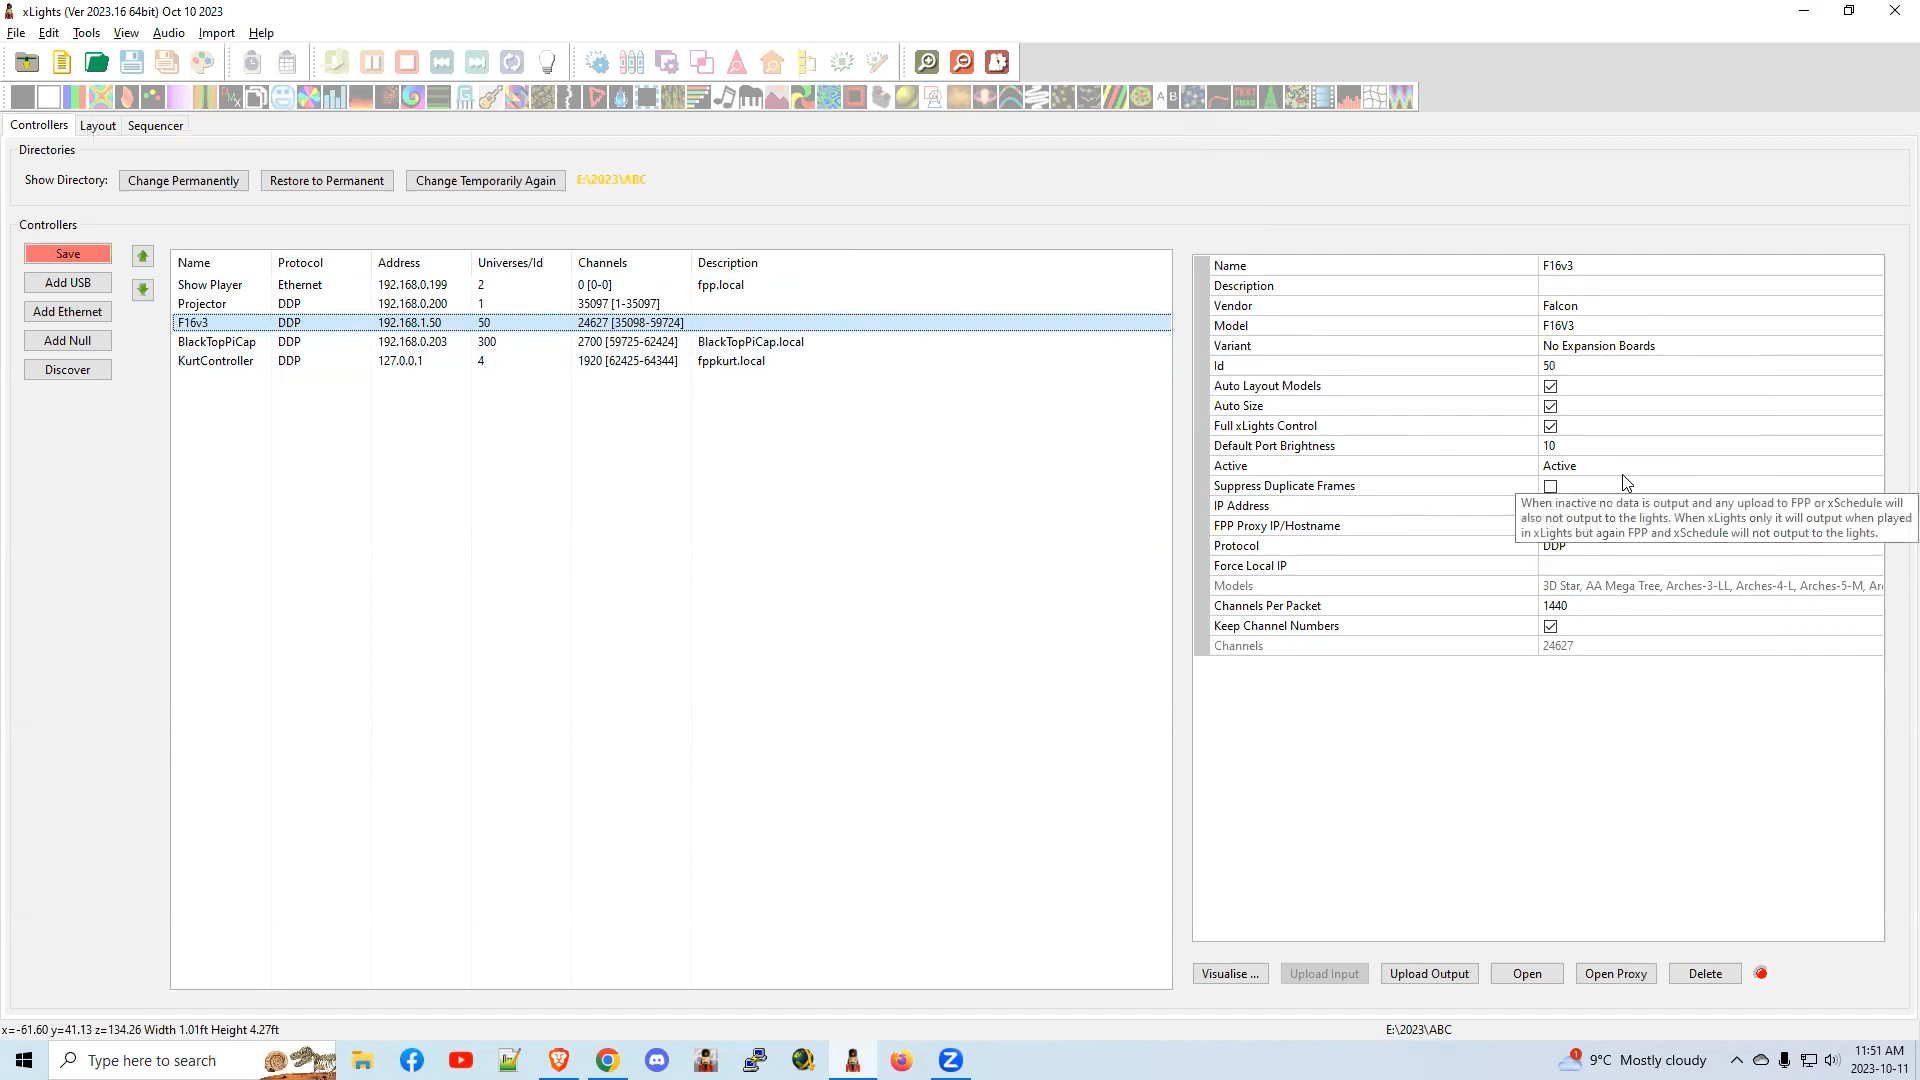 xLights (Ver 2023.16 64bit) Oct 10 2023
File Edit Tools View Audio Import Help
Controllers Layout Sequencer
Directories
Show Directory: Change Permanently Restore to Permanent Change Temporarily Again E:\2023\ABC
Controllers
Save
Add USB
Add Ethernet
Add Null
Discover
Name Protocol Address Universes/Id Channels Description
Show Player Ethernet 192.168.0.199 2 0 [0-0] fpp.local
Projector DDP 192.168.0.200 1 35097 [1-35097]
F16v3 DDP 192.168.1.50 50 24627 [35098-59724]
BlackTopPiCap DDP 192.168.0.203 300 2700 [59725-62424] BlackTopPiCap.local
KurtController DDP 127.0.0.1 4 1920 [62425-64344] fppkurt.local
Name F16v3
Description
Vendor Falcon
Model F16V3
Variant No Expansion Boards
Id 50
Auto Layout Models
Auto Size
Full xLights Control
Default Port Brightness 10
Active Active
Suppress Duplicate Frames
IP Address
FPP Proxy IP/Hostname
When inactive no data is output and any upload to FPP or xSchedule will
also not output to the lights. When xLights only it will output when played
in xLights but again FPP and xSchedule will not output to the lights.
Protocol DDP
Force Local IP
Models 3D Star, AA Mega Tree, Arches-3-LL, Arches-4-L, Arches-5-M, Ar
Channels Per Packet 1440
Keep Channel Numbers
Channels 24627
Visualise ... Upload Input Upload Output Open Open Proxy Delete
x=-61.60 y=41.13 z=134.26 Width 1.01ft Height 4.27ft E:\2023\ABC
Type here to search
1 9°C Mostly cloudy
11:51 AM
2023-10-11